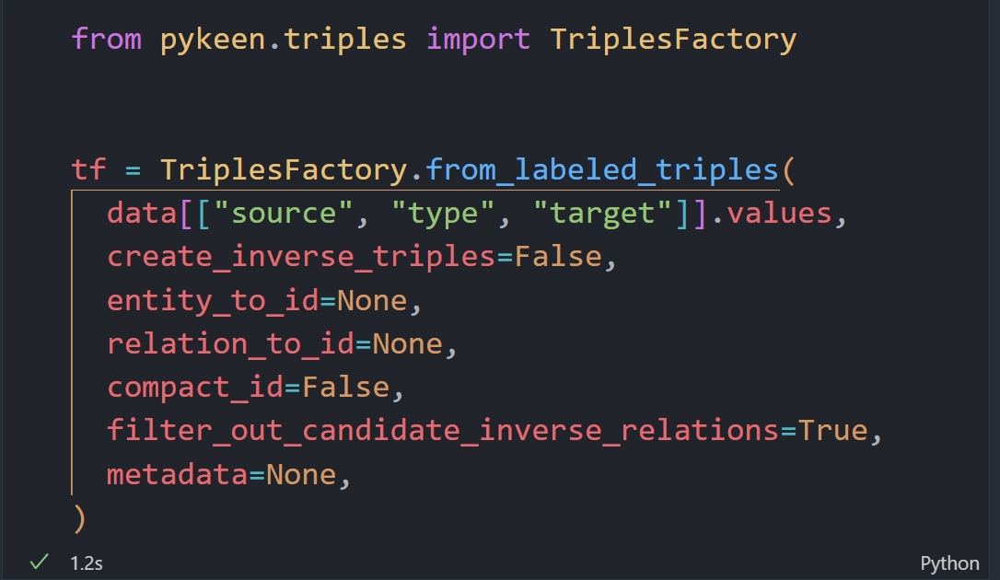 from pykeen.triples import TriplesFactory
tf = TriplesFactory.from_labeled_triples(
data[["source", "type", "target"]].values,
create_inverse_triples=False,
entity_to_id=None,
relation_to_id=None,
compact_id=False,
filter_out_candidate_inverse_relations=True,
metadata=None,
)
1.2s Python